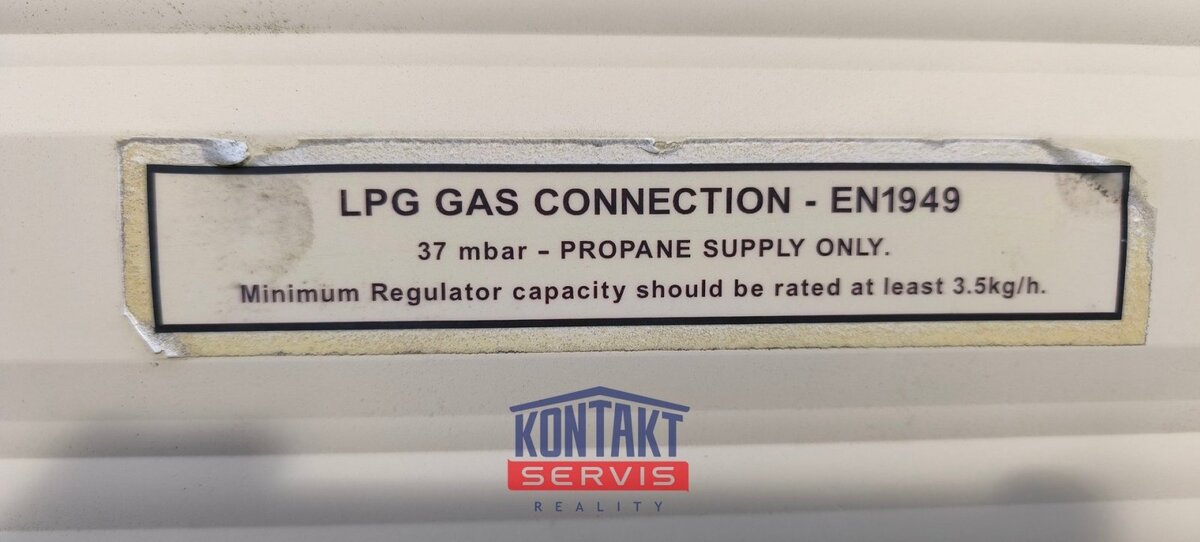 LPG GAS CONNECTION - EN1949
37 mbar – PROPANE SUPPLY ONLY.
Minimum Regulator capacity should be rated at least 3.5kg/h.
KONTAKT
SERVIS
REALITY